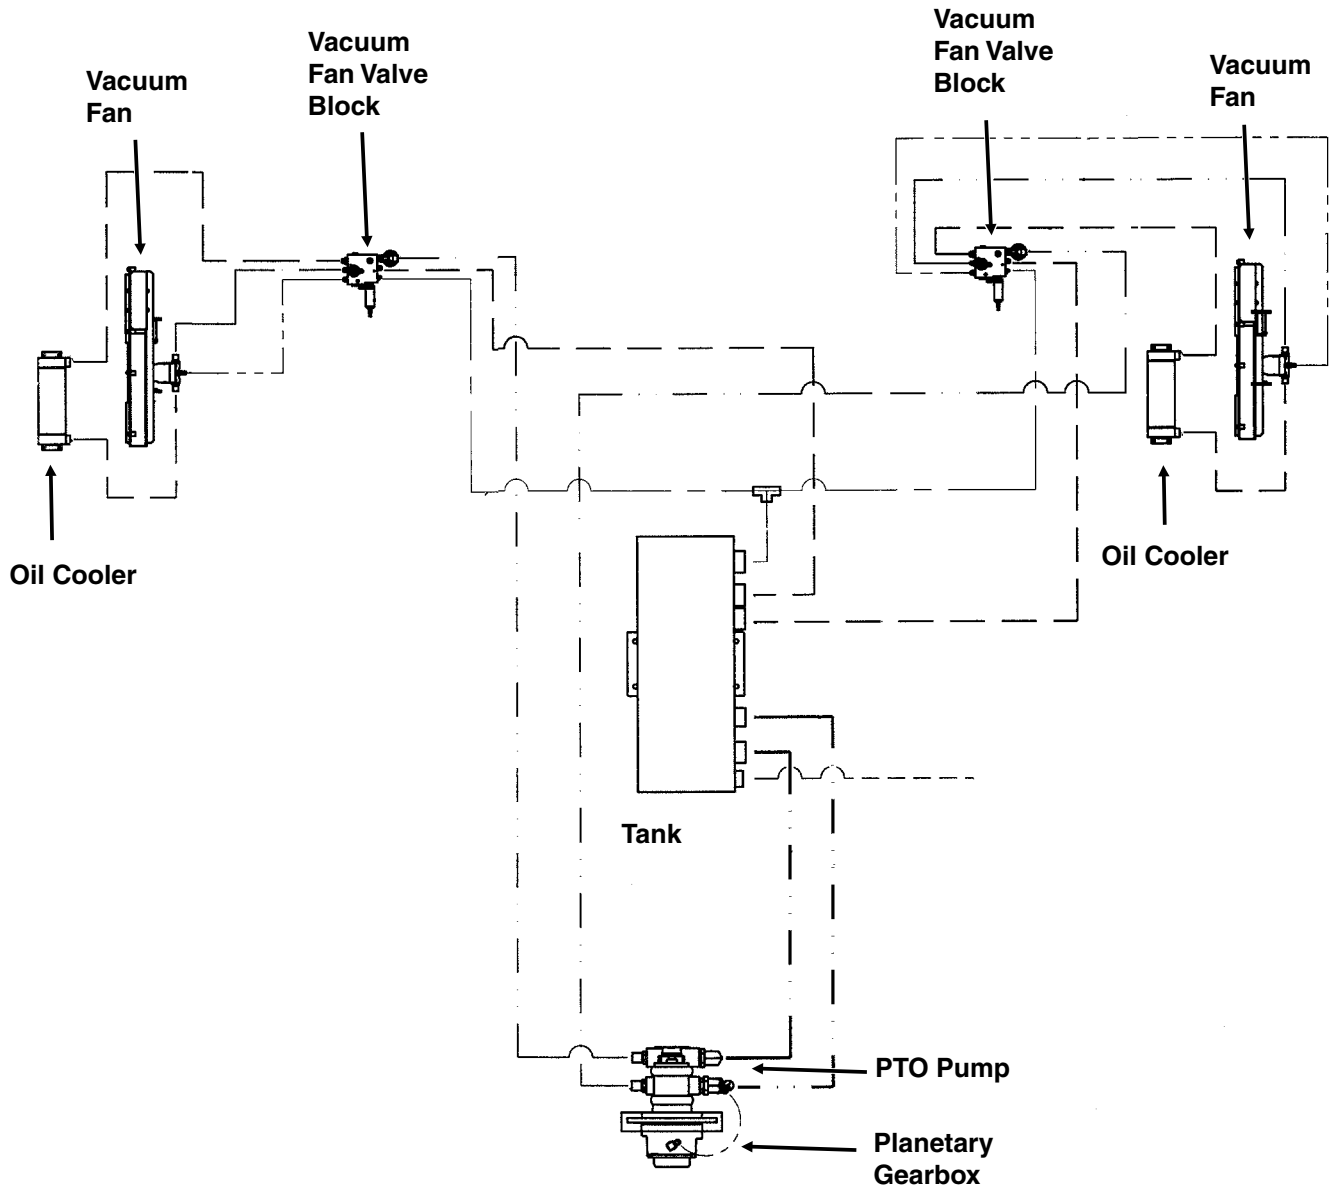 Vacuum
Fan Valve
Block
Vacuum
Fan
Vacuum
Fan Valve
Block
Vacuum
Fan
Oil Cooler
Oil Cooler
Tank
PTO Pump
Planetary
Gearbox